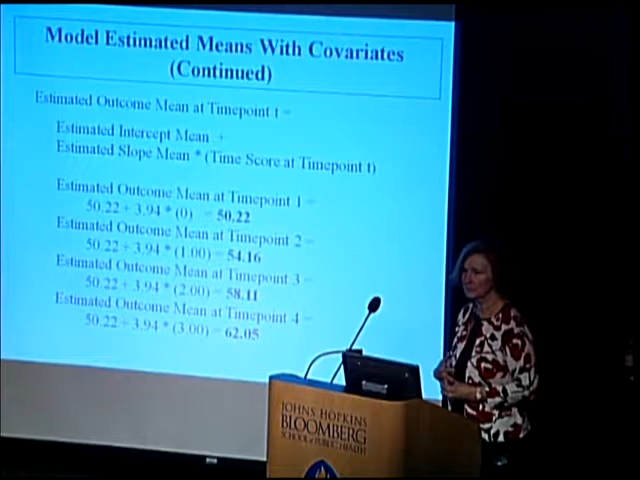 Model Estimated Means With Covariates
(Continued)
Estimated Outcome Mean at Timepoint t =
Estimated Intercept Mean +
Estimated Slope Mean * (Time Score at Timepoint t)
Estimated Outcome Mean at Timepoint 1 =
50.22 + 3.94 * (0) = 50.22
Estimated Outcome Mean at Timepoint 2 =
50.22 + 3.94 * (1.00) = 54.16
Estimated Outcome Mean at Timepoint 3 =
50.22 + 3.94 * (2.00) = 58.11
Estimated Outcome Mean at Timepoint 4 =
50.22 + 3.94 * (3.00) = 62.05
JOHNS HOPKINS
BLOOMBERG
SCHOOL of PUBLIC HEALTH